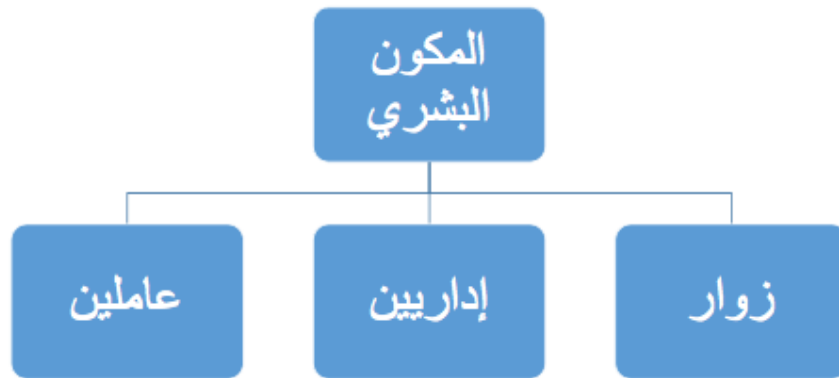 المكون
البشري
زوار
إداريين
عاملين